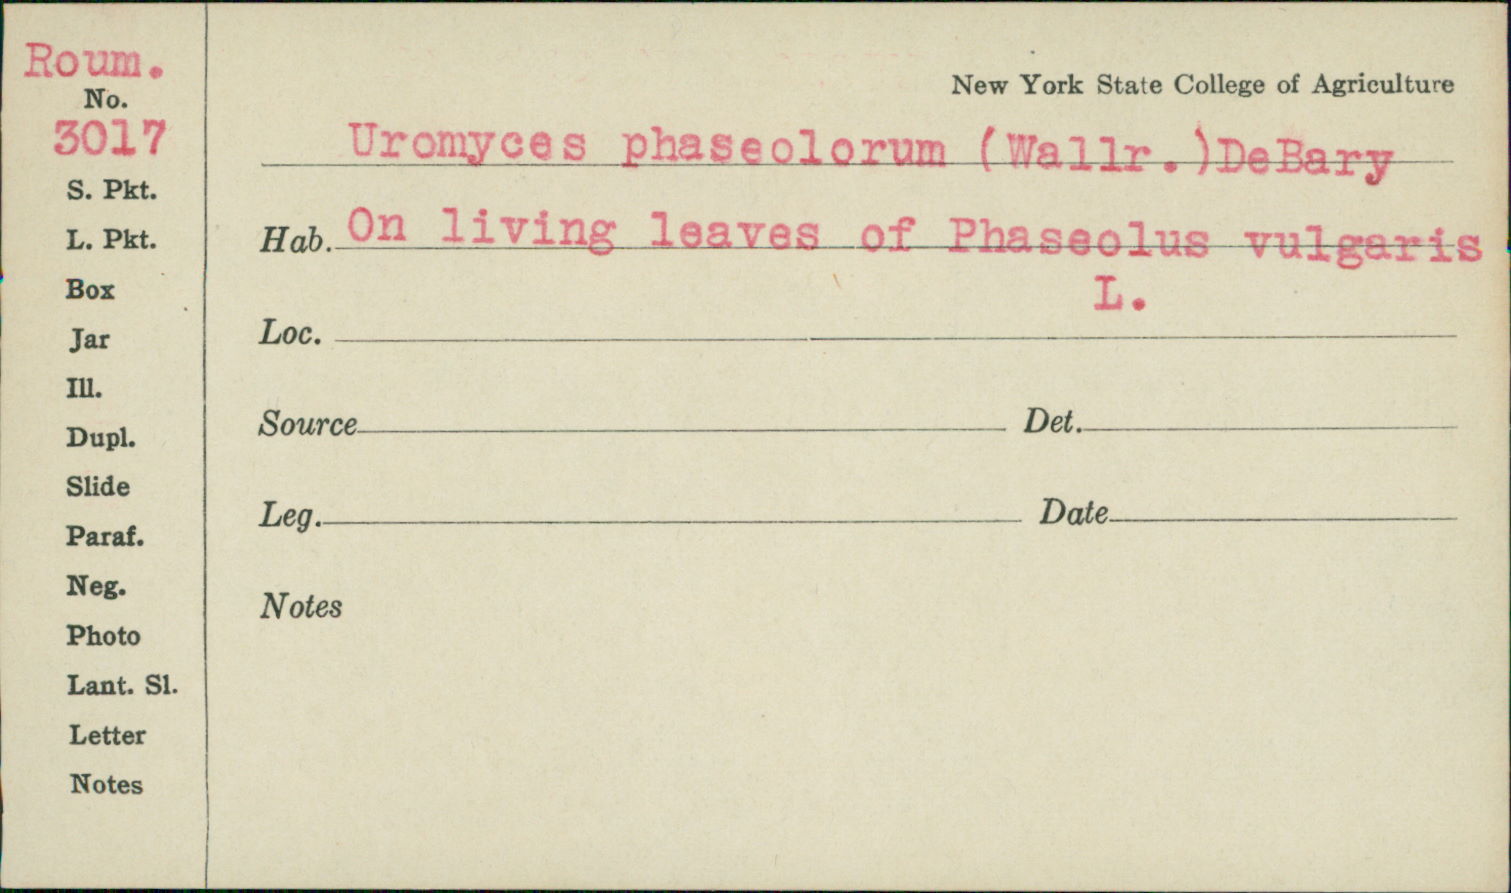 Roum.
No.
3017
S. Pkt.
L. Pkt.
Box
Jar
Ill.
Dupl.
Slide
Paraf.
Neg.
Photo
Lant. Sl.
Letter
Notes
New York State College of Agriculture
Uromyces phaseolorum (Wallr.)DeBary
Hab. On living leaves of Phaseolus vulgaris
L.
Loc.
Source Det.
Leg. Date
Notes